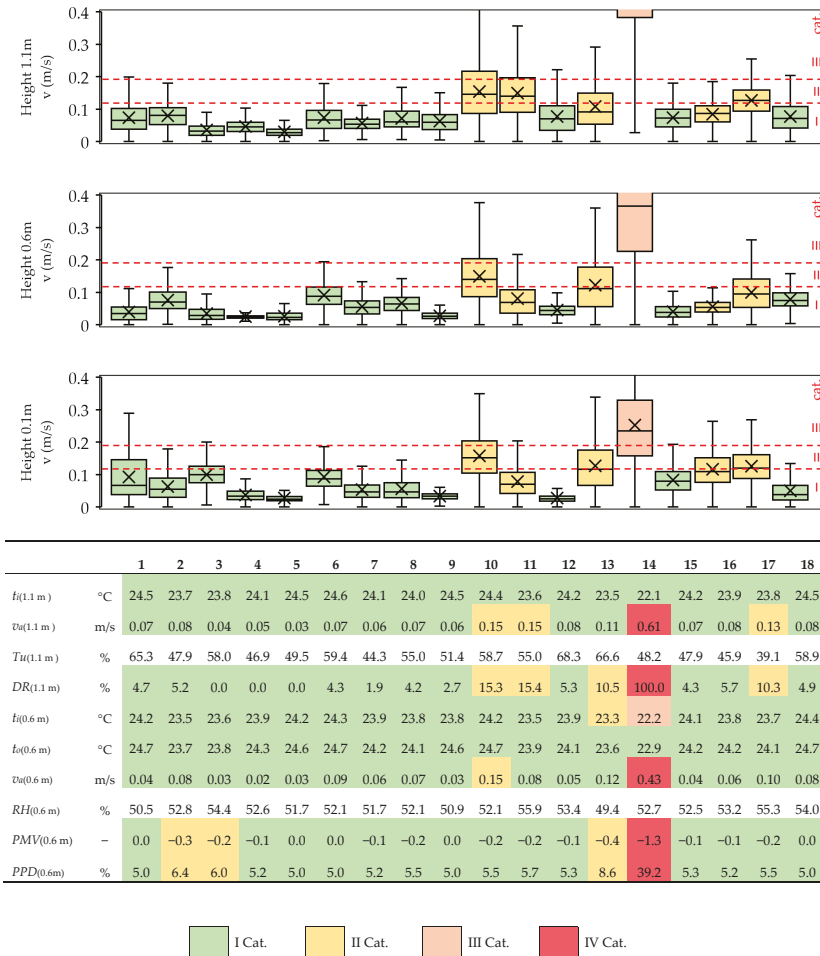 Height 1.1m
v (m/s)
0.4
0.3
0.2
0.1
0
cat.
III
II
I
Height 0.6m
v (m/s)
0.4
0.3
0.2
0.1
0
cat.
III
II
I
Height 0.1m
v (m/s)
0.4
0.3
0.2
0.1
0
cat.
III
II
I
1 2 3 4 5 6 7 8 9 10 11 12 13 14 15 16 17 18
ti(1.1 m) °C 24.5 23.7 23.8 24.1 24.5 24.6 24.1 24.0 24.5 24.4 23.6 24.2 23.5 22.1 24.2 23.9 23.8 24.5
va(1.1 m) m/s 0.07 0.08 0.04 0.05 0.03 0.07 0.06 0.07 0.06 0.15 0.15 0.08 0.11 0.61 0.07 0.08 0.13 0.08
Tu(1.1 m) % 65.3 47.9 58.0 46.9 49.5 59.4 44.3 55.0 51.4 58.7 55.0 68.3 66.6 48.2 47.9 45.9 39.1 58.9
DR(1.1 m) % 4.7 5.2 0.0 0.0 0.0 4.3 1.9 4.2 2.7 15.3 15.4 5.3 10.5 100.0 4.3 5.7 10.3 4.9
ti(0.6 m) °C 24.2 23.5 23.6 23.9 24.2 24.3 23.9 23.8 23.8 24.2 23.5 23.9 23.3 22.2 24.1 23.8 23.7 24.4
to(0.6 m) °C 24.7 23.7 23.8 24.3 24.6 24.7 24.2 24.1 24.6 24.7 23.9 24.1 23.6 22.9 24.2 24.2 24.1 24.7
va(0.6 m) m/s 0.04 0.08 0.03 0.02 0.03 0.09 0.06 0.07 0.03 0.15 0.08 0.05 0.12 0.43 0.04 0.06 0.10 0.08
RH(0.6 m) % 50.5 52.8 54.4 52.6 51.7 52.1 51.7 52.1 50.9 52.1 55.9 53.4 49.4 52.7 52.5 53.2 55.3 54.0
PMV(0.6 m) – 0.0 −0.3 −0.2 −0.1 0.0 0.0 −0.1 −0.2 0.0 −0.2 −0.2 −0.1 −0.4 −1.3 −0.1 −0.1 −0.2 0.0
PPD(0.6m) % 5.0 6.4 6.0 5.2 5.0 5.0 5.2 5.5 5.0 5.5 5.7 5.3 8.6 39.2 5.3 5.2 5.5 5.0
I Cat. II Cat. III Cat. IV Cat.